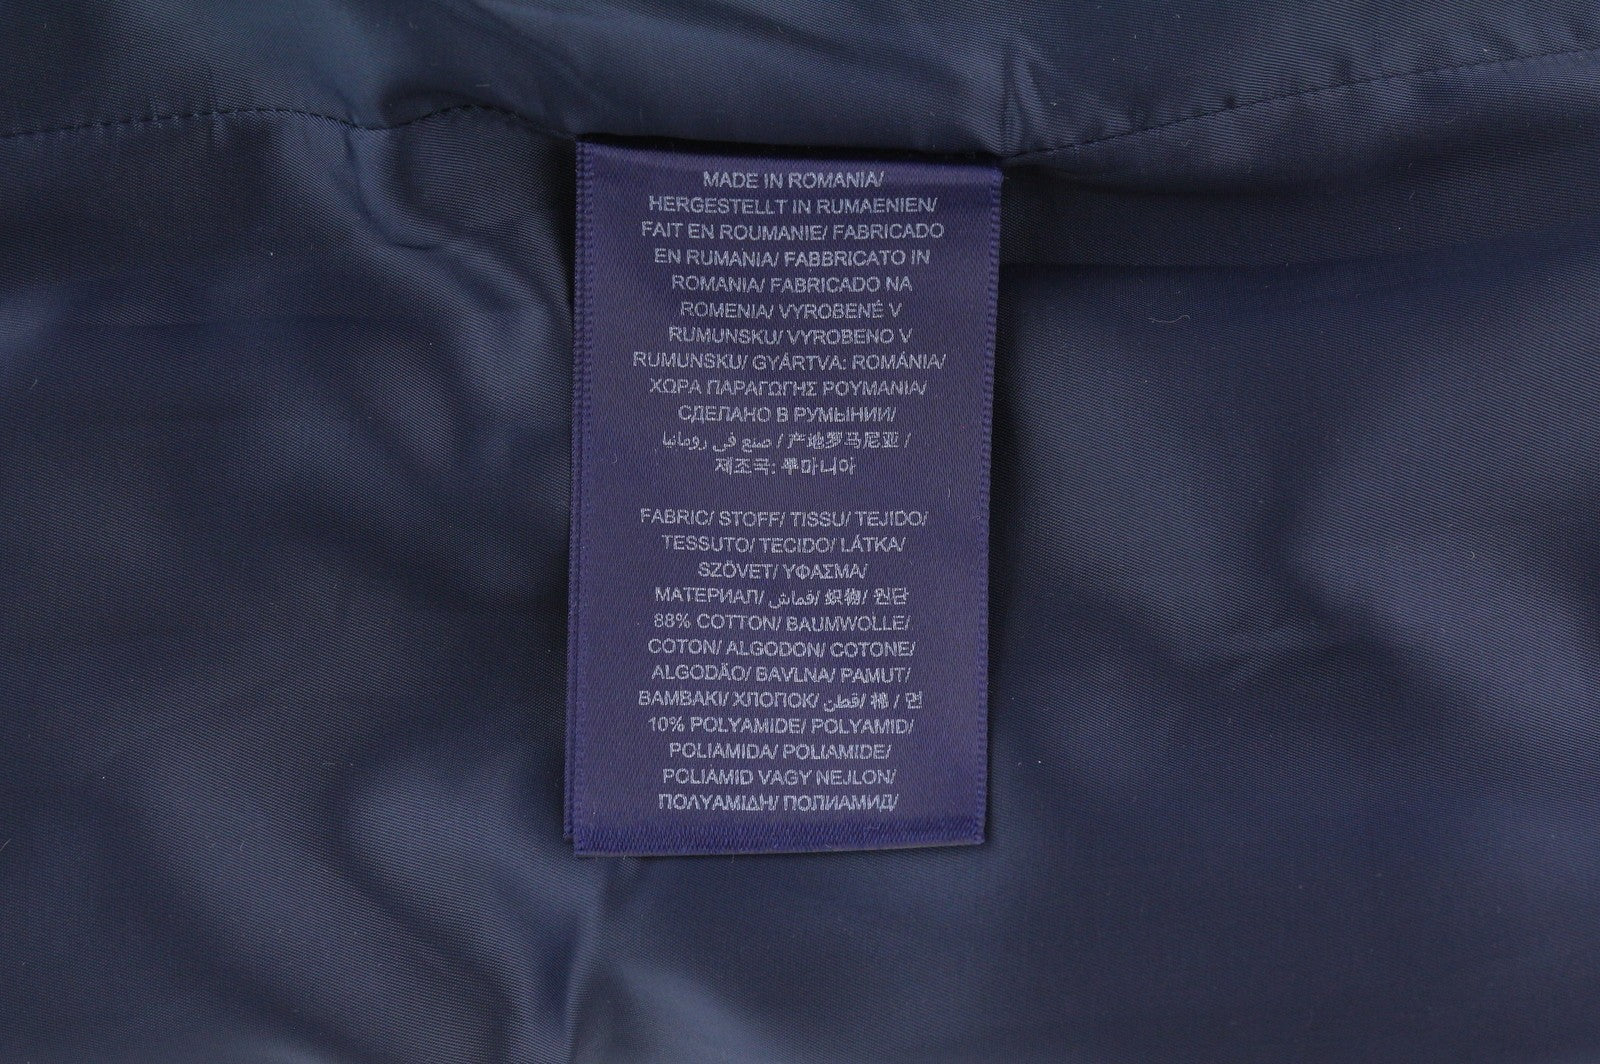 MADE IN ROMANIA/
HERGESTELLT IN RUMAENIEN/
FAIT EN ROUMANIE/ FABRICADO
EN RUMANIA/ FABBRICATO IN
ROMANIA/ FABRICADO NA
ROMENIA/ VYROBENÉ V
RUMUNSKU/ VYROBENO V
RUMUNSKU/ GYÁRTVA: ROMÁNIA/
ΧΩΡΑ ΠΑΡΑΓΩΓΗΣ ΡΟΥΜΑΝΙΑ/
СДЕЛАНО В РУМЫНИИ/
صنع في رومانيا / 产地罗马尼亚 /
제조국: 루마니아
FABRIC/ STOFF/ TISSU/ TEJIDO/
TESSUTO/ TECIDO/ LÁTKA/
SZÖVET/ ΥΦΑΣΜΑ/
МАТЕРИАЛ/ قماش/ 织物/ 원단
88% COTTON/ BAUMWOLLE/
COTON/ ALGODON/ COTONE/
ALGODÃO/ BAVLNA/ PAMUT/
ΒΑΜΒΑΚΙ/ ХЛОПОК/ قطن/ 棉 / 면
10% POLYAMIDE/ POLYAMID/
POLIAMIDA/ POLIAMIDE/
POLIAMID VAGY NEJLON/
ΠΟΛΥΑΜΙΔΗ/ ПОЛИАМИД/